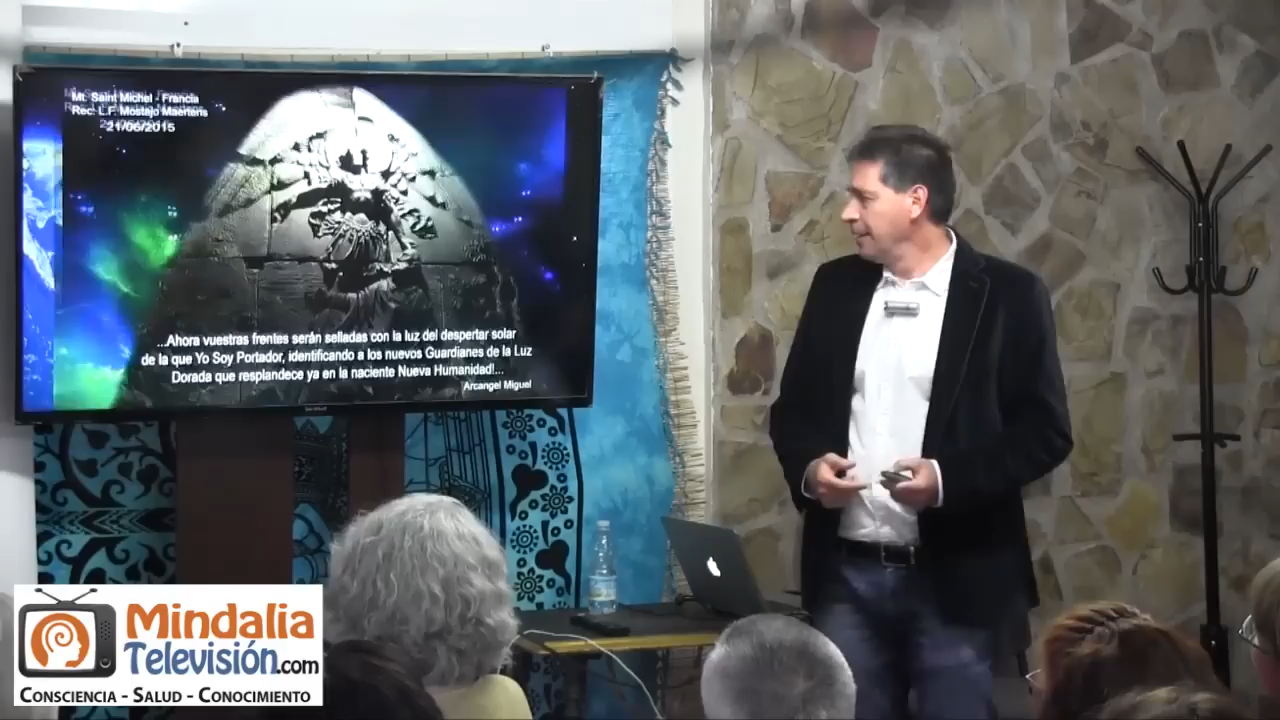 Mt. Saint Michel - Francia
Rec: L.F. Mostajo Maertens
21/06/2015
...Ahora vuestras frentes serán selladas con la luz del despertar solar
de la que Yo Soy Portador, identificando a los nuevos Guardianes de la Luz
Dorada que resplandece ya en la naciente Nueva Humanidad!...
Arcangel Miguel
Mindalia
Televisión.com
CONSCIENCIA - SALUD - CONOCIMIENTO